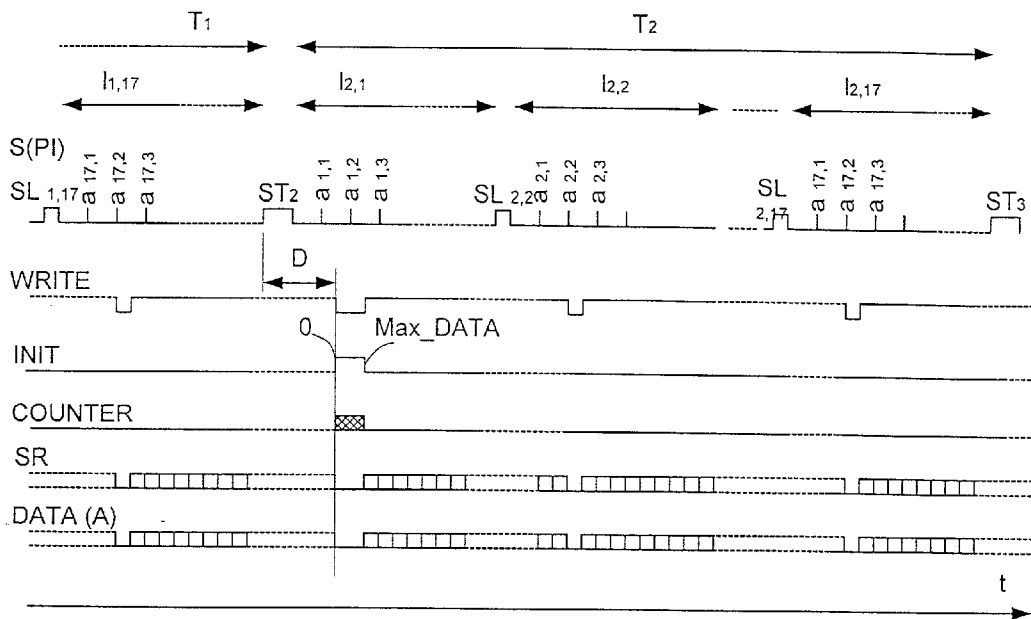 T1 T2
I1,17 I2,1 I2,2 I2,17
S(PI)
SL 1,17 a 17,1 a 17,2 a 17,3 ST2 a 1,1 a 1,2 a 1,3 SL 2,2 a 2,1 a 2,2 a 2,3 SL 2,17 a 17,1 a 17,2 a 17,3 ST3
D
WRITE
0 Max_DATA
INIT
COUNTER
SR
DATA (A)
t